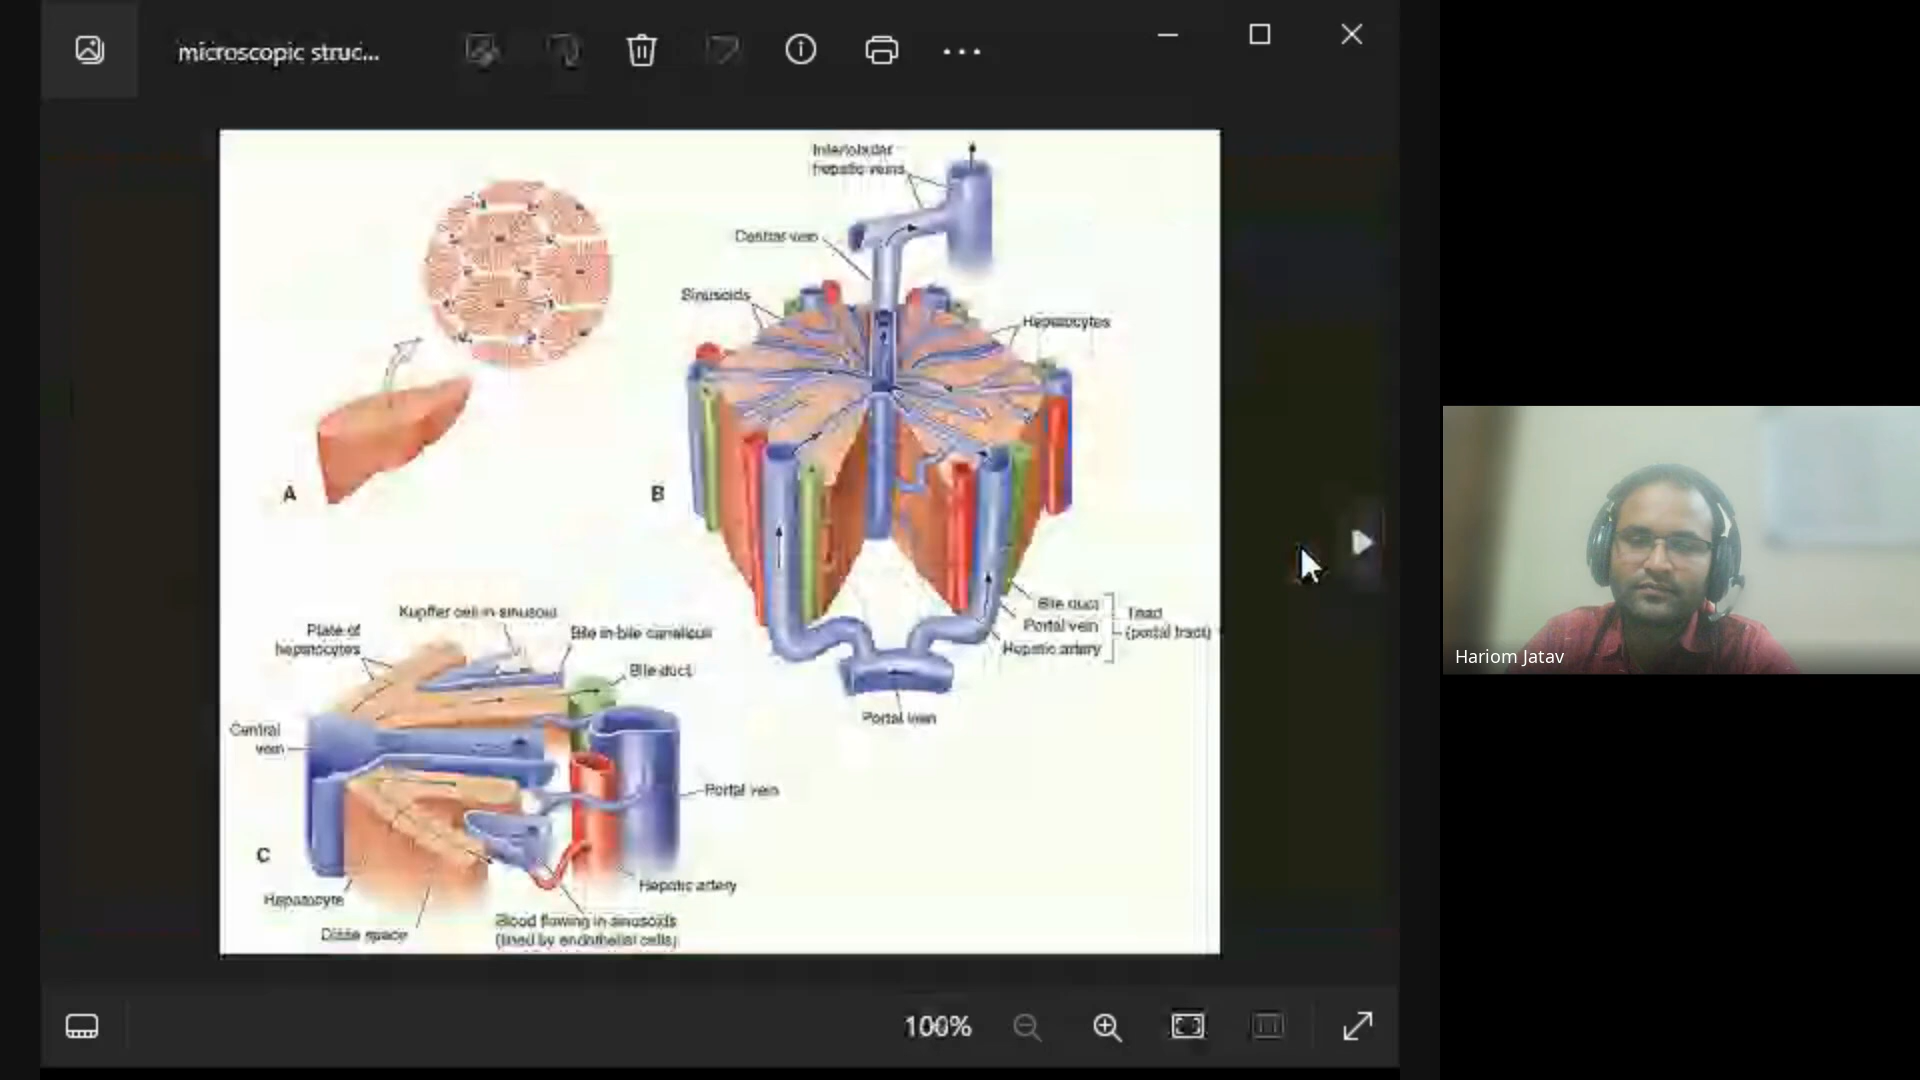 microscopic struc...
Interlobular
hepatic veins
Central vein
Sinusoids
Hepatocytes
A
B
Bile duct
Portal vein
Hepatic artery
Triad
(portal tract)
Portal vein
Kupffer cell in sinusoid
Plate of
hepatocytes
Bile in bile canaliculi
Bile duct
Central
vein
Portal vein
C
Hepatic artery
Hepatocyte
Disse space
Blood flowing in sinusoids
(lined by endothelial cells)
Hariom Jatav
100%